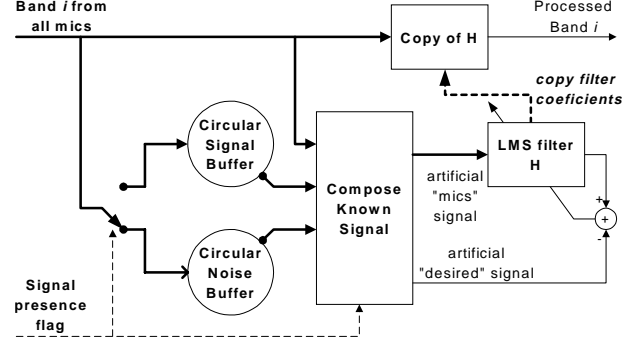 Band i from
all mics
Processed
Band i
Copy of H
copy filter
coeficients
Circular
Signal
Buffer
LMS filter
H
Compose
Known
Signal
artificial
"mics"
signal
+
+
-
Circular
Noise
Buffer
artificial
"desired" signal
Signal
presence
flag